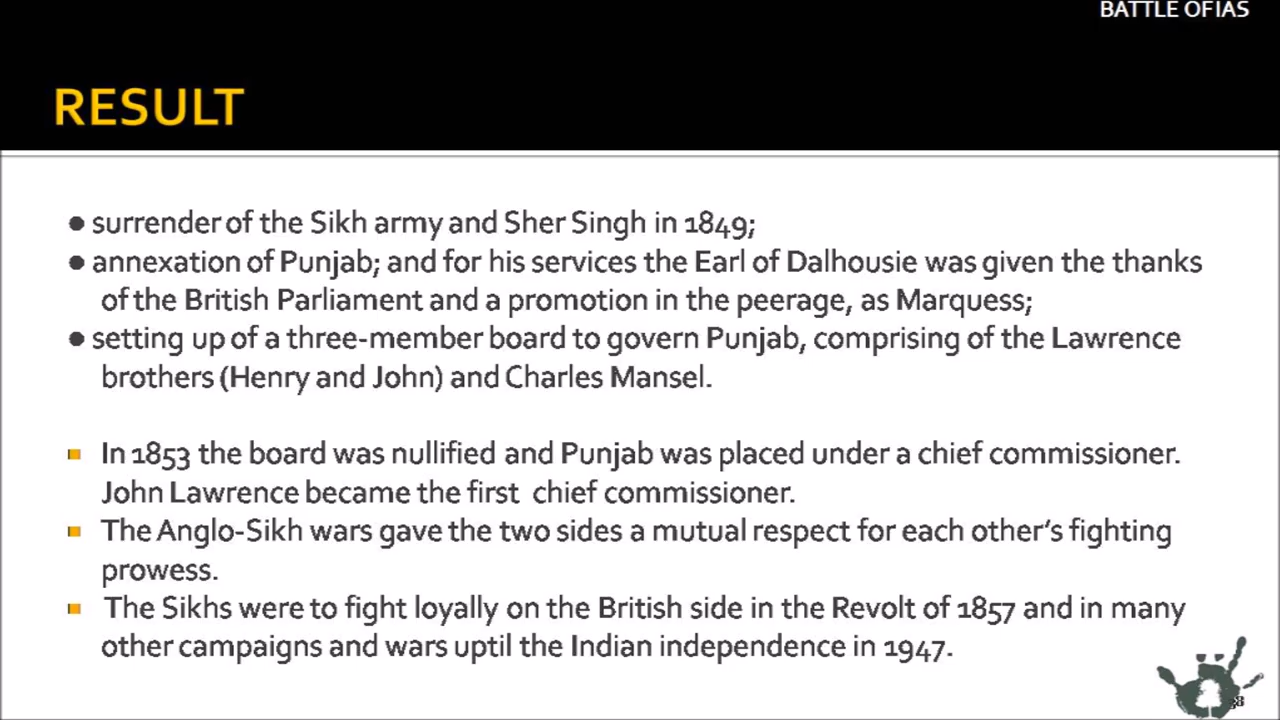 BATTLE OF IAS
RESULT
● surrender of the Sikh army and Sher Singh in 1849;
● annexation of Punjab; and for his services the Earl of Dalhousie was given the thanks
of the British Parliament and a promotion in the peerage, as Marquess;
● setting up of a three-member board to govern Punjab, comprising of the Lawrence
brothers (Henry and John) and Charles Mansel.
In 1853 the board was nullified and Punjab was placed under a chief commissioner.
John Lawrence became the first chief commissioner.
The Anglo-Sikh wars gave the two sides a mutual respect for each other's fighting
prowess.
The Sikhs were to fight loyally on the British side in the Revolt of 1857 and in many
other campaigns and wars uptil the Indian independence in 1947.